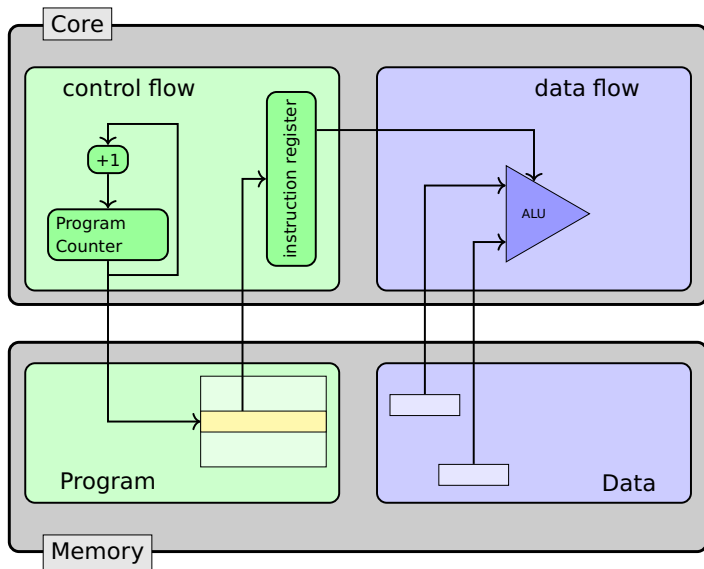 Core
control flow
data flow
instruction register
+1
Program
Counter
ALU
Program
Data
Memory